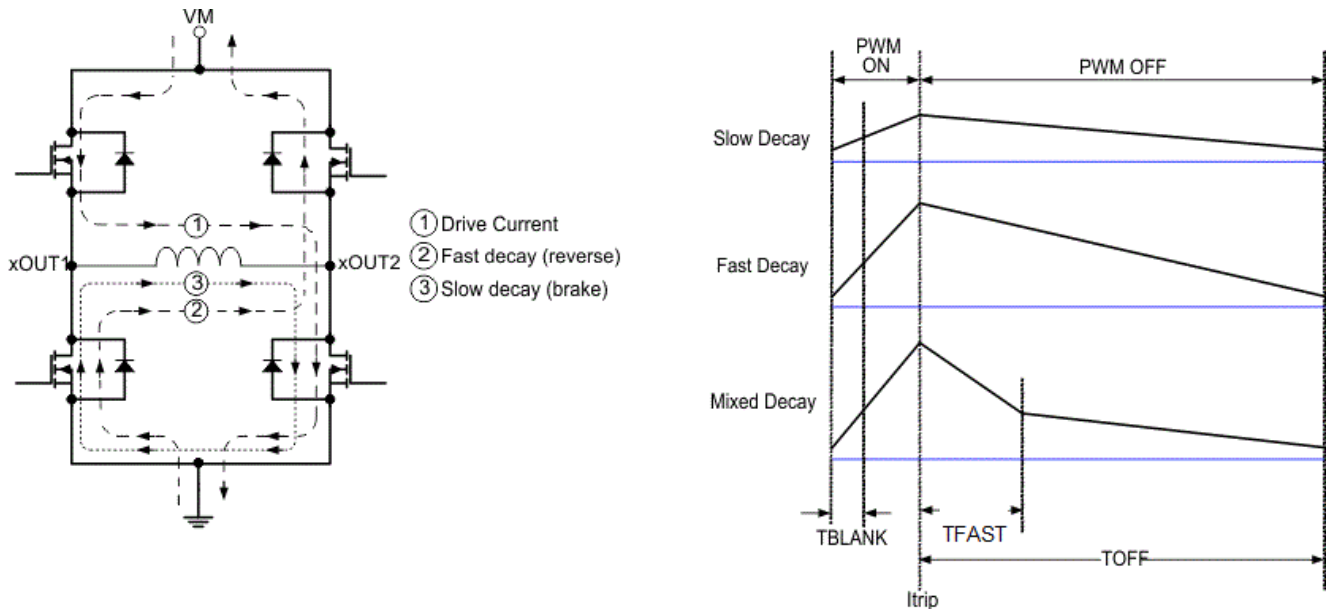 VM
xOUT1
xOUT2
1
2
3
1 Drive Current
2 Fast decay (reverse)
3 Slow decay (brake)
PWM
ON
PWM OFF
Slow Decay
Fast Decay
Mixed Decay
TBLANK
TFAST
TOFF
Itrip